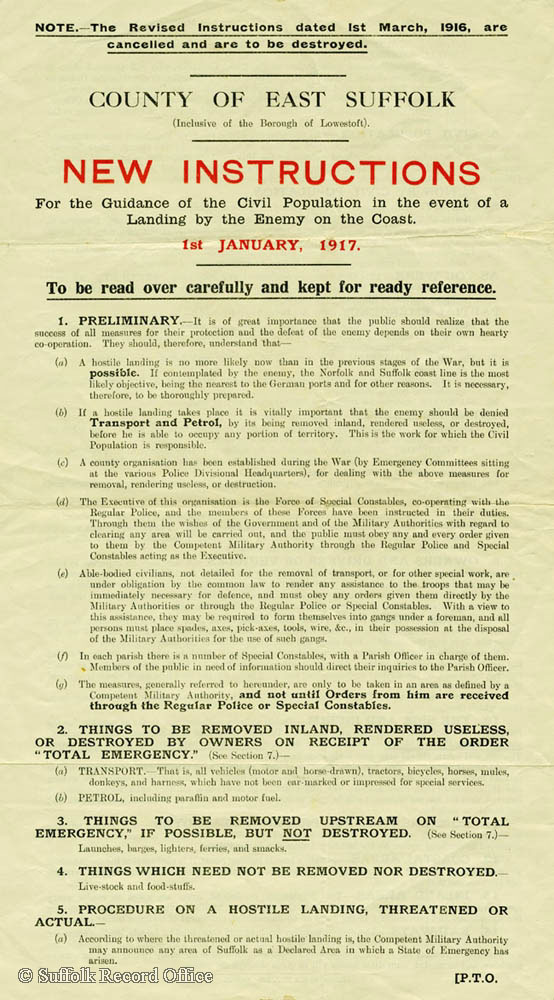 NOTE.—The Revised Instructions dated 1st March, 1916, are
cancelled and are to be destroyed.
COUNTY OF EAST SUFFOLK
(Inclusive of the Borough of Lowestoft).
NEW INSTRUCTIONS
For the Guidance of the Civil Population in the event of a
Landing by the Enemy on the Coast.
1st JANUARY, 1917.
To be read over carefully and kept for ready reference.
1. PRELIMINARY.—It is of great importance that the public should realize that the
success of all measures for their protection and the defeat of the enemy depends on their own hearty
co-operation. They should, therefore, understand that—
(a) A hostile landing is no more likely now than in the previous stages of the War, but it is
possible. If contemplated by the enemy, the Norfolk and Suffolk coast line is the most
likely objective, being the nearest to the German ports and for other reasons. It is necessary,
therefore, to be thoroughly prepared.
(b) If a hostile landing takes place it is vitally important that the enemy should be denied
Transport and Petrol, by its being removed inland, rendered useless, or destroyed,
before he is able to occupy any portion of territory. This is the work for which the Civil
Population is responsible.
(c) A county organisation has been established during the War (by Emergency Committees sitting
at the various Police Divisional Headquarters), for dealing with the above measures for
removal, rendering useless, or destruction.
(d) The Executive of this organisation is the Force of Special Constables, co-operating with the
Regular Police, and the members of these Forces have been instructed in their duties.
Through them the wishes of the Government and of the Military Authorities with regard to
clearing any area will be carried out, and the public must obey any and every order given
to them by the Competent Military Authority through the Regular Police and Special
Constables acting as the Executive.
(e) Able-bodied civilians, not detailed for the removal of transport, or for other special work, are
under obligation by the common law to render any assistance to the troops that may be
immediately necessary for defence, and must obey any orders given them directly by the
Military Authorities or through the Regular Police or Special Constables. With a view to
this assistance, they may be required to form themselves into gangs under a foreman, and all
persons must place spades, axes, pick-axes, tools, wire, &c., in their possession at the disposal
of the Military Authorities for the use of such gangs.
(f) In each parish there is a number of Special Constables, with a Parish Officer in charge of them.
Members of the public in need of information should direct their inquiries to the Parish Officer.
(g) The measures, generally referred to hereunder, are only to be taken in an area as defined by a
Competent Military Authority, and not until Orders from him are received
through the Regular Police or Special Constables.
2. THINGS TO BE REMOVED INLAND, RENDERED USELESS,
OR DESTROYED BY OWNERS ON RECEIPT OF THE ORDER
"TOTAL EMERGENCY." (See Section 7.)—
(a) TRANSPORT.—That is, all vehicles (motor and horse-drawn), tractors, bicycles, horses, mules,
donkeys, and harness, which have not been ear-marked or impressed for special services.
(b) PETROL, including paraffin and motor fuel.
3. THINGS TO BE REMOVED UPSTREAM ON "TOTAL
EMERGENCY," IF POSSIBLE, BUT NOT DESTROYED. (See Section 7.)—
Launches, barges, lighters, ferries, and smacks.
4. THINGS WHICH NEED NOT BE REMOVED NOR DESTROYED.—
Live-stock and food-stuffs.
5. PROCEDURE ON A HOSTILE LANDING, THREATENED OR
ACTUAL.—
(a) According to where the threatened or actual hostile landing is, the Competent Military Authority
may announce any area of Suffolk as a Declared Area in which a State of Emergency has
arisen.
© Suffolk Record Office
[P.T.O.